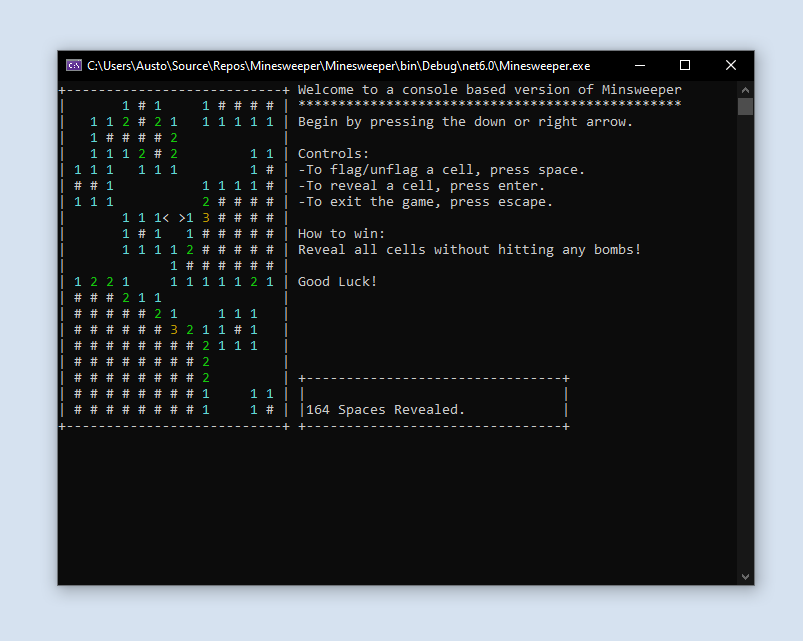 C:\Users\Austo\Source\Repos\Minesweeper\Minesweeper\bin\Debug\net6.0\Minesweeper.exe
+---------------------------+ Welcome to a console based version of Minsweeper
|       1 # 1     1 # # # # | ************************************************
|   1 1 2 # 2 1   1 1 1 1 1 | Begin by pressing the down or right arrow.
|   1 # # # # 2             |
|   1 1 1 2 # 2         1 1 | Controls:
| 1 1 1   1 1 1         1 # | -To flag/unflag a cell, press space.
| # # 1           1 1 1 1 # | -To reveal a cell, press enter.
| 1 1 1           2 # # # # | -To exit the game, press escape.
|       1 1 1< >1 3 # # # # |
|       1 # 1   1 # # # # # | How to win:
|       1 1 1 1 2 # # # # # | Reveal all cells without hitting any bombs!
|             1 # # # # # # |
| 1 2 2 1     1 1 1 1 1 2 1 | Good Luck!
| # # # 2 1 1               |
| # # # # # 2 1     1 1 1   |
| # # # # # # 3 2 1 1 # 1   |
| # # # # # # # # 2 1 1 1   |
| # # # # # # # # 2         |
| # # # # # # # # 2         | +--------------------------------+
| # # # # # # # # 1     1 1 | |                                |
| # # # # # # # # 1     1 # | |164 Spaces Revealed.            |
+---------------------------+ +--------------------------------+